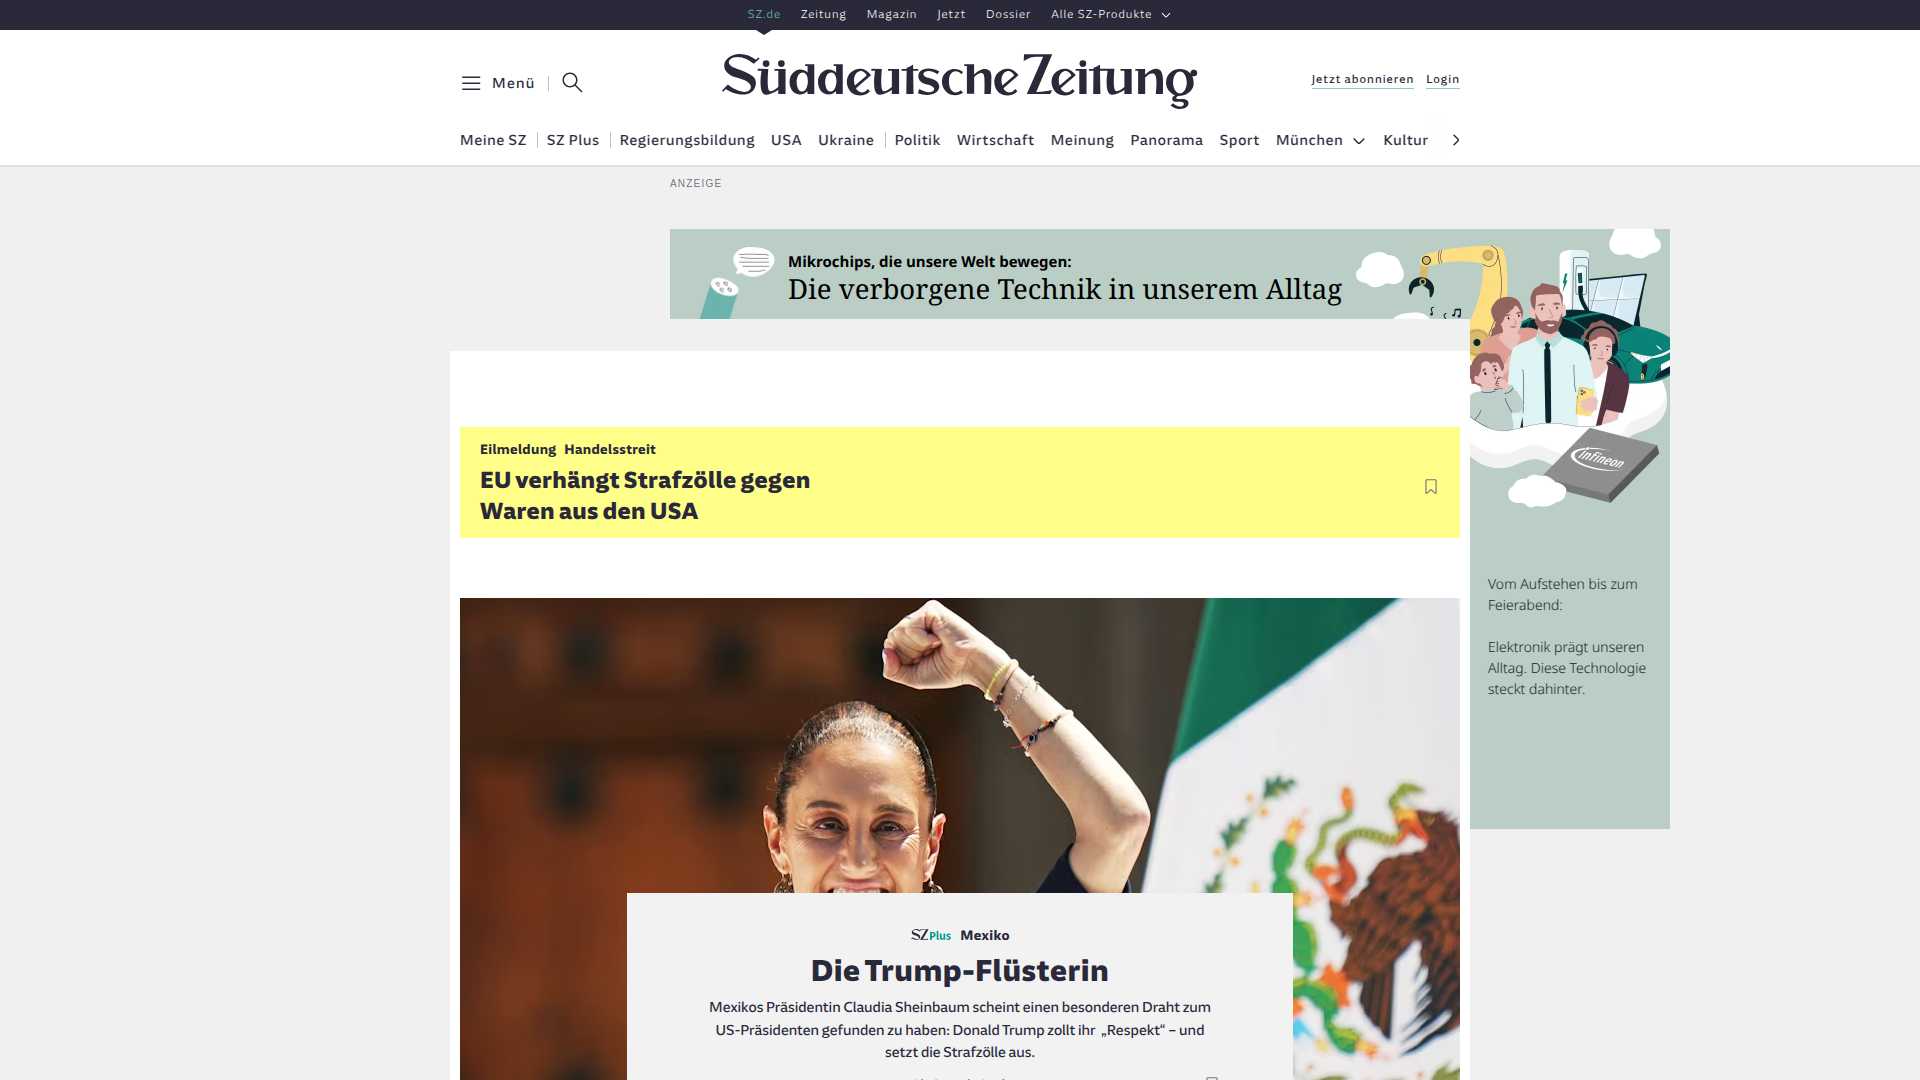 SZ.de Zeitung Magazin Jetzt Dossier Alle SZ-Produkte
Menü
Süddeutsche Zeitung
Jetzt abonnieren Login
Meine SZ SZ Plus Regierungsbildung USA Ukraine Politik Wirtschaft Meinung Panorama Sport München Kultur
ANZEIGE
Mikrochips, die unsere Welt bewegen:
Die verborgene Technik in unserem Alltag
infineon
Eilmeldung Handelsstreit
EU verhängt Strafzölle gegen
Waren aus den USA
Vom Aufstehen bis zum
Feierabend:
Elektronik prägt unseren
Alltag. Diese Technologie
steckt dahinter.
SZ Plus Mexiko
Die Trump-Flüsterin
Mexikos Präsidentin Claudia Sheinbaum scheint einen besonderen Draht zum
US-Präsidenten gefunden zu haben: Donald Trump zollt ihr „Respekt“ – und
setzt die Strafzölle aus.